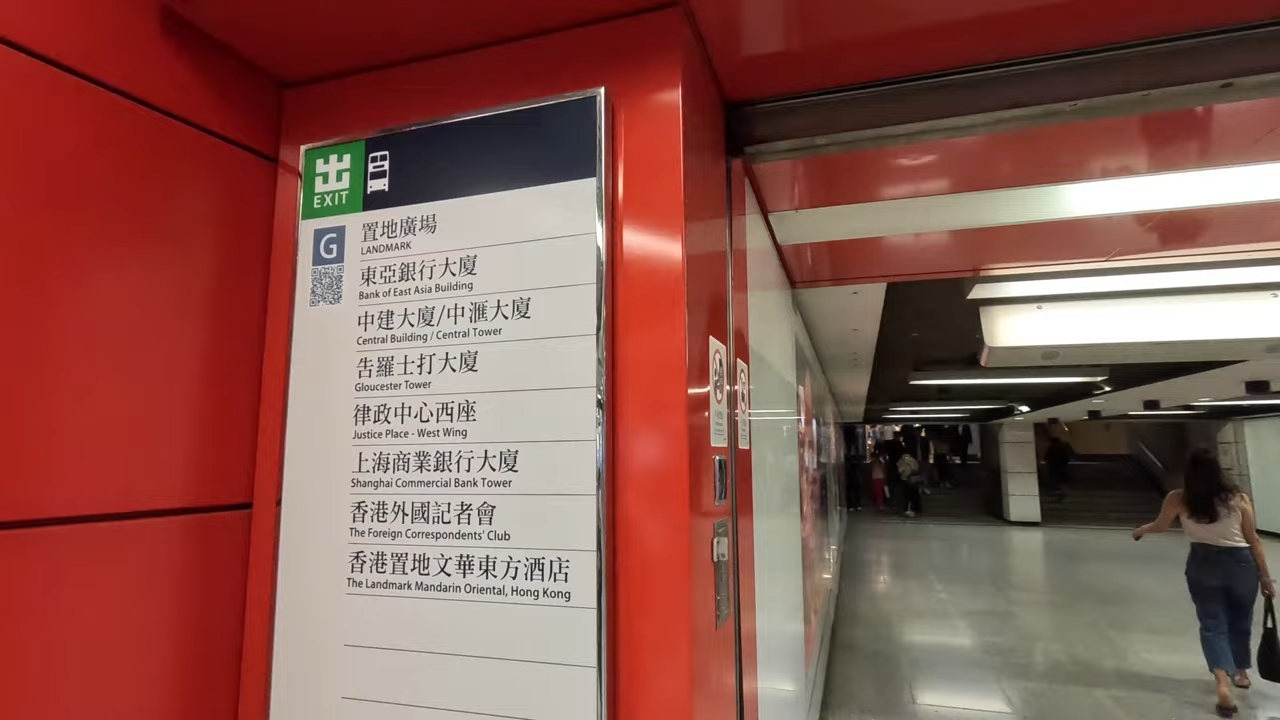 出
EXIT
G
置地廣場
LANDMARK
東亞銀行大廈
Bank of East Asia Building
中建大廈/中滙大廈
Central Building / Central Tower
告羅士打大廈
Gloucester Tower
律政中心西座
Justice Place - West Wing
上海商業銀行大廈
Shanghai Commercial Bank Tower
香港外國記者會
The Foreign Correspondents' Club
香港置地文華東方酒店
The Landmark Mandarin Oriental, Hong Kong